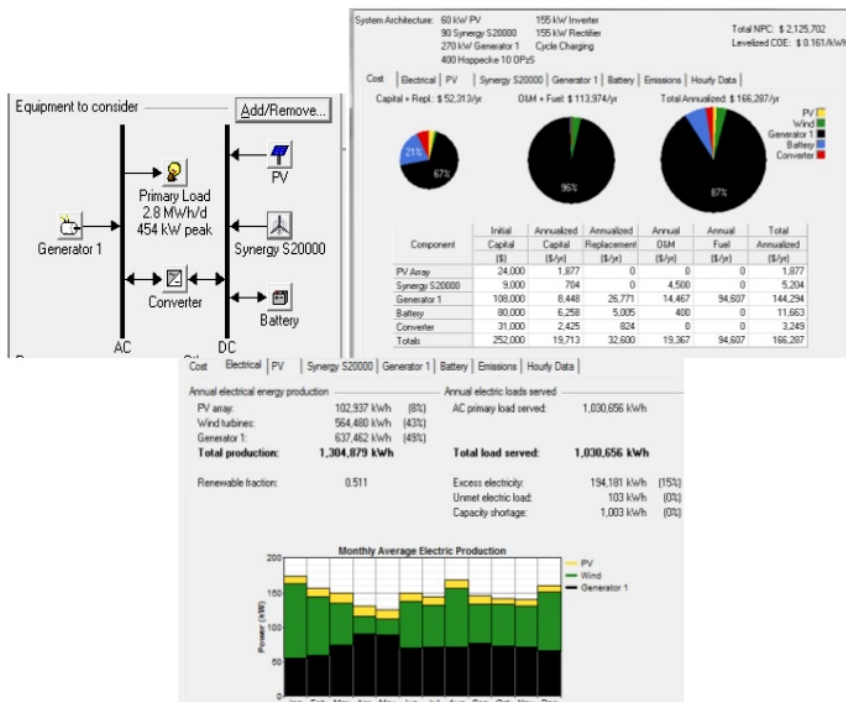 Equipment to consider
Add/Remove...
Primary Load
2.8 MWh/d
454 kW peak
PV
Generator 1
Synergy S20000
Converter
Battery
AC
DC
System Architecture: 60 kW PV 155 kW Inverter
90 Synergy S20000 155 kW Rectifier
270 kW Generator 1 Cycle Charging
400 Hoppecke 10 OPzS
Total NPC: $ 2,125,702
Levelized COE: $ 0.161/kWh
Cost Electrical PV Synergy S20000 Generator 1 Battery Emissions Hourly Data
Capital + Repl.: $ 52,313/yr O&M + Fuel: $ 113,974/yr Total Annualized: $ 166,287/yr
21%
67%
96%
87%
PV
Wind
Generator 1
Battery
Converter
Component Initial Capital ($) Annualized Capital ($/yr) Annualized Replacement ($/yr) Annual O&M ($/yr) Annual Fuel ($/yr) Total Annualized ($/yr)
PV Array 24,000 1,877 0 0 0 1,877
Synergy S20000 9,000 704 0 4,500 0 5,204
Generator 1 108,000 8,448 26,771 14,467 94,607 144,294
Battery 80,000 6,258 5,005 400 0 11,663
Converter 31,000 2,425 824 0 0 3,249
Totals 252,000 19,713 32,600 19,367 94,607 166,287
Cost Electrical PV Synergy S20000 Generator 1 Battery Emissions Hourly Data
Annual electrical energy production
PV array: 102,937 kWh (8%)
Wind turbines: 564,480 kWh (43%)
Generator 1: 637,462 kWh (49%)
Total production: 1,304,879 kWh
Renewable fraction: 0.511
Annual electric loads served
AC primary load served: 1,030,656 kWh
Total load served: 1,030,656 kWh
Excess electricity: 194,181 kWh (15%)
Unmet electric load: 103 kWh (0%)
Capacity shortage: 1,003 kWh (0%)
Monthly Average Electric Production
PV
Wind
Generator 1
Power (kW)
200
150
100
50
0